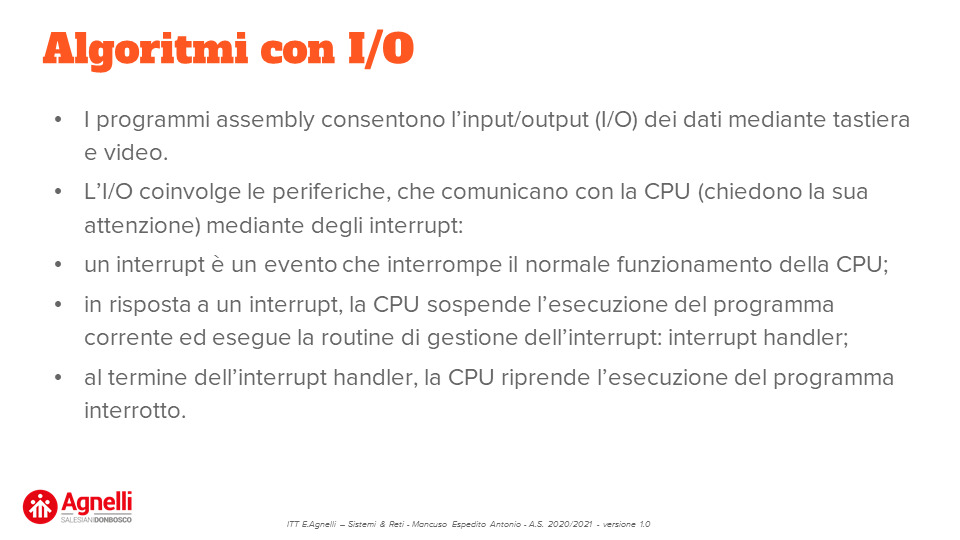 Algoritmi con I/O
• I programmi assembly consentono l’input/output (I/O) dei dati mediante tastiera
e video.
• L’I/O coinvolge le periferiche, che comunicano con la CPU (chiedono la sua
attenzione) mediante degli interrupt:
• un interrupt è un evento che interrompe il normale funzionamento della CPU;
• in risposta a un interrupt, la CPU sospende l’esecuzione del programma
corrente ed esegue la routine di gestione dell’interrupt: interrupt handler;
• al termine dell’interrupt handler, la CPU riprende l’esecuzione del programma
interrotto.
Agnelli
SALESIANIDONBOSCO
ITT E.Agnelli – Sistemi & Reti - Mancuso Espedito Antonio - A.S. 2020/2021 - versione 1.0